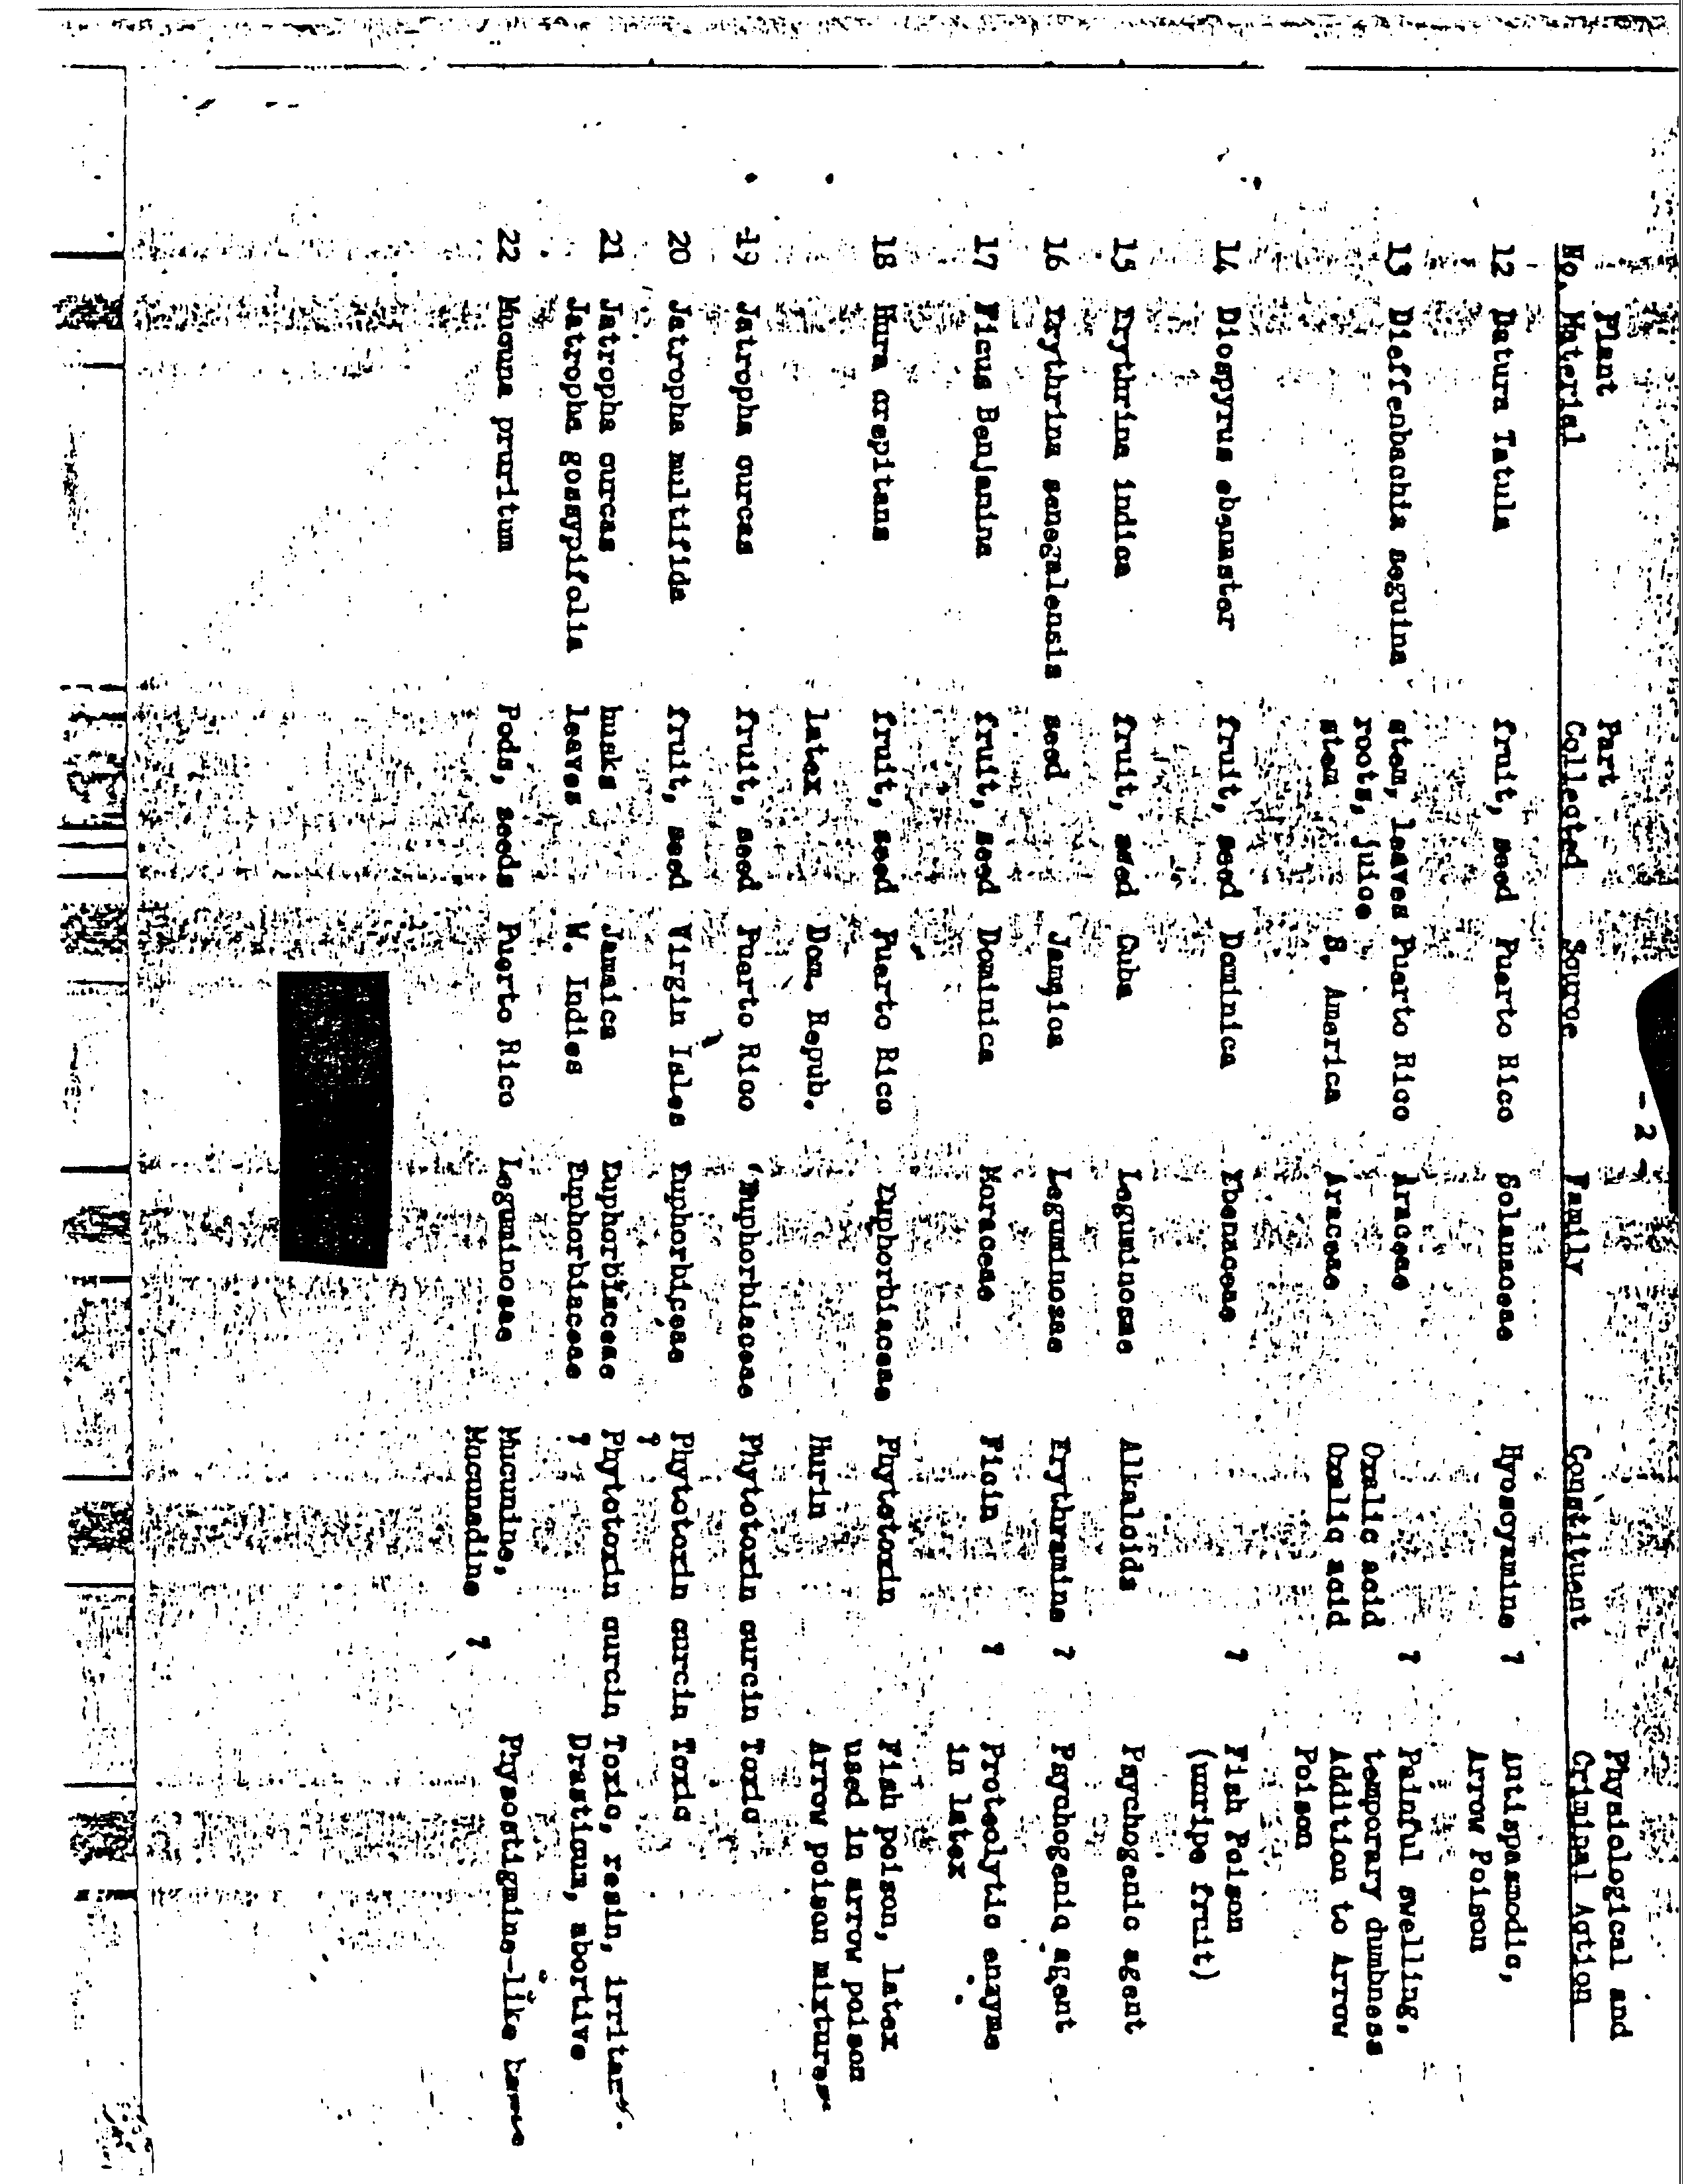 - 2 -
Plant Part Physiological and
No. Material Collected Source Family Constituent Criminal Action
12 Datura Tatula fruit, seed Puerto Rico Solanaceae Hyoscyamine ? Antispasmodic,
Arrow Poison
13 Dieffenbachia seguina stem, leaves Puerto Rico Araceae ? Painful swelling,
roots, juice Oxalic acid temporary dumbness
stem S. America Araceae Oxalic acid Addition to Arrow
Poison
14 Diospyrus ebenaster fruit, seed Dominica Ebenaceae ? Fish Poison
(unripe fruit)
15 Erythrina indica fruit, seed Cuba Leguminosae Alkaloids Psychogenic agent
16 Erythrina senegalensis seed Jamaica Leguminosae Erythramine ? Psychogenic agent
17 Ficus Benjamina fruit, seed Dominica Moraceae Ficin ? Proteolytic enzyme
in latex
18 Hura crepitans fruit, seed Puerto Rico Euphorbiaceae Phytotoxin Fish poison, latex
used in arrow poison
latex Dom. Repub. Hurin Arrow poison mixtures
19 Jatropha curcas fruit, seed Puerto Rico Euphorbiaceae Phytotoxin curcin Toxic
20 Jatropha multifida fruit, seed Virgin Isles Euphorbiceae Phytotoxin curcin Toxic
?
21 Jatropha curcas husks Jamaica Euphorbiaceae Phytotoxin curcin Toxic, resin, irritant.
Jatropha gossypifolia leaves W. Indies Euphorbiaceae ? Drasticum, abortive
22 Mucuna pruritum Pods, seeds Puerto Rico Leguminosae Mucunine, Physostigmine-like
Mucunadine ?